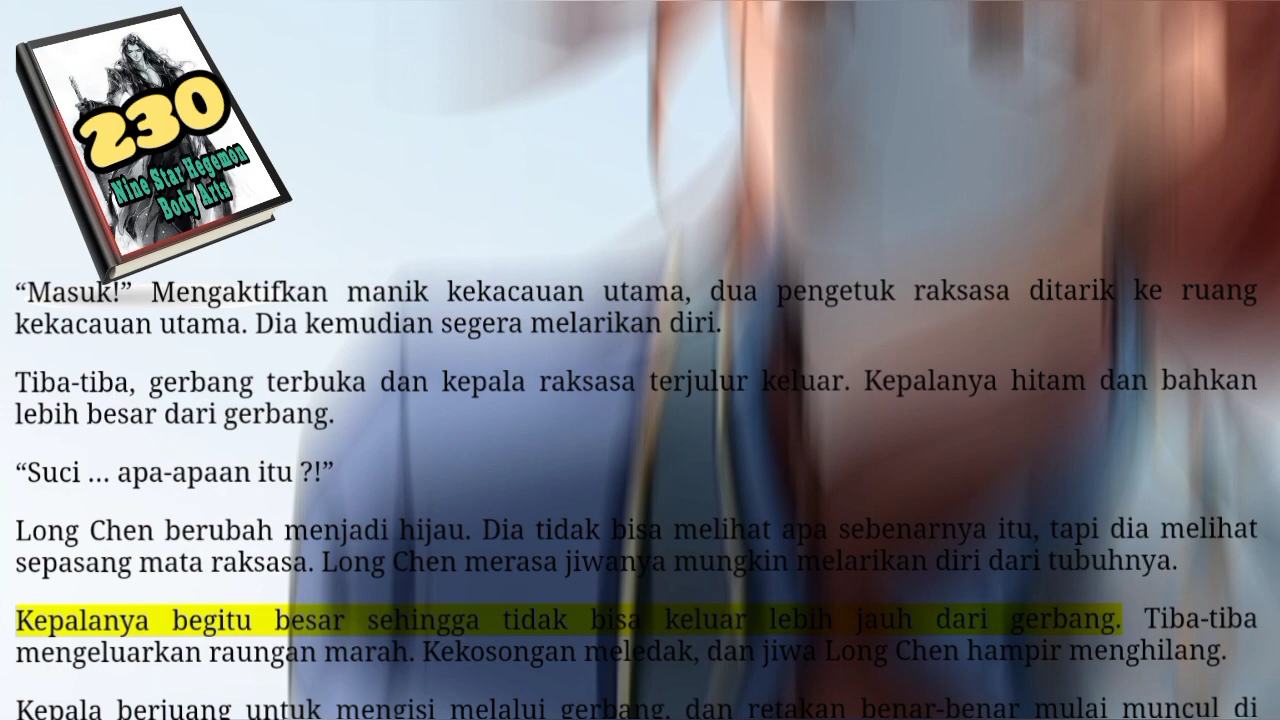 230
Nine Star Hegemon
Body Arts
“Masuk!” Mengaktifkan manik kekacauan utama, dua pengetuk raksasa ditarik ke ruang
kekacauan utama. Dia kemudian segera melarikan diri.
Tiba-tiba, gerbang terbuka dan kepala raksasa terjulur keluar. Kepalanya hitam dan bahkan
lebih besar dari gerbang.
“Suci ... apa-apaan itu ?!”
Long Chen berubah menjadi hijau. Dia tidak bisa melihat apa sebenarnya itu, tapi dia melihat
sepasang mata raksasa. Long Chen merasa jiwanya mungkin melarikan diri dari tubuhnya.
Kepalanya begitu besar sehingga tidak bisa keluar lebih jauh dari gerbang. Tiba-tiba
mengeluarkan raungan marah. Kekosongan meledak, dan jiwa Long Chen hampir menghilang.
Kepala berjuang untuk mengisi melalui gerbang, dan retakan benar-benar mulai muncul di